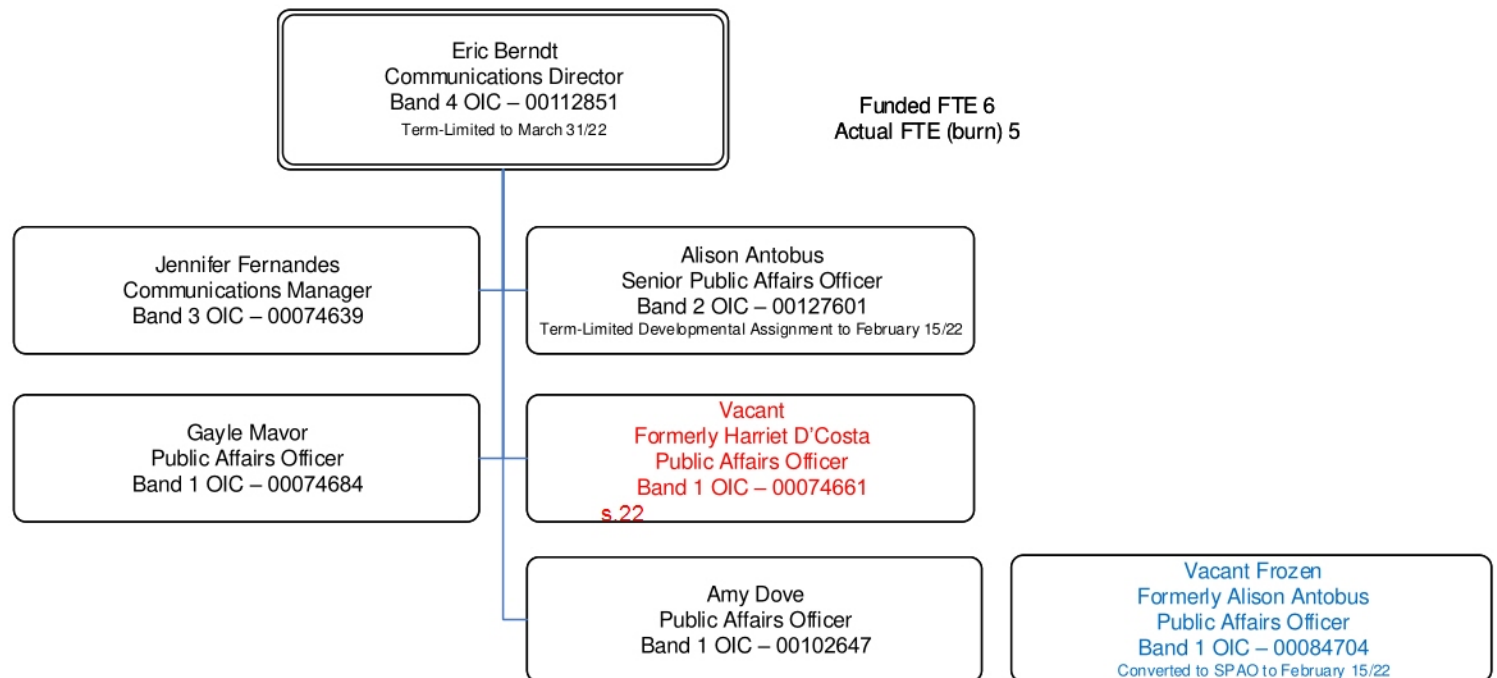 Eric Berndt
Communications Director
Band 4 OIC – 00112851
Term-Limited to March 31/22
Funded FTE 6
Actual FTE (burn) 5
Jennifer Fernandes
Communications Manager
Band 3 OIC – 00074639
Alison Antobus
Senior Public Affairs Officer
Band 2 OIC – 00127601
Term-Limited Developmental Assignment to February 15/22
Gayle Mavor
Public Affairs Officer
Band 1 OIC – 00074684
Vacant
Formerly Harriet D’Costa
Public Affairs Officer
Band 1 OIC – 00074661
s.22
Amy Dove
Public Affairs Officer
Band 1 OIC – 00102647
Vacant Frozen
Formerly Alison Antobus
Public Affairs Officer
Band 1 OIC – 00084704
Converted to SPAO to February 15/22